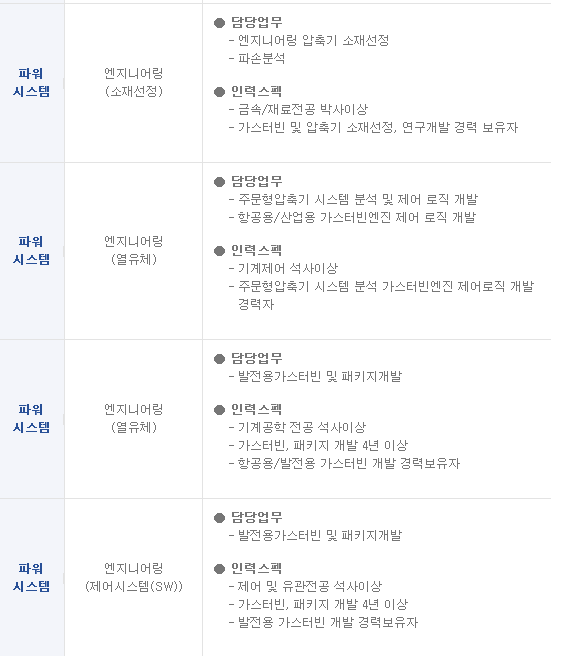 파워
시스템
엔지니어링
(소재선정)
● 담당업무
- 엔지니어링 압축기 소재선정
- 파손분석
● 인력스펙
- 금속/재료전공 박사이상
- 가스터빈 및 압축기 소재선정, 연구개발 경력 보유자
파워
시스템
엔지니어링
(열유체)
● 담당업무
- 주문형압축기 시스템 분석 및 제어 로직 개발
- 항공용/산업용 가스터빈엔진 제어 로직 개발
● 인력스펙
- 기계제어 석사이상
- 주문형압축기 시스템 분석 가스터빈엔진 제어로직 개발
경력자
파워
시스템
엔지니어링
(열유체)
● 담당업무
- 발전용가스터빈 및 패키지개발
● 인력스펙
- 기계공학 전공 석사이상
- 가스터빈, 패키지 개발 4년 이상
- 항공용/발전용 가스터빈 개발 경력보유자
파워
시스템
엔지니어링
(제어시스템(SW))
● 담당업무
- 발전용가스터빈 및 패키지개발
● 인력스펙
- 제어 및 유관전공 석사이상
- 가스터빈, 패키지 개발 4년 이상
- 발전용 가스터빈 개발 경력보유자